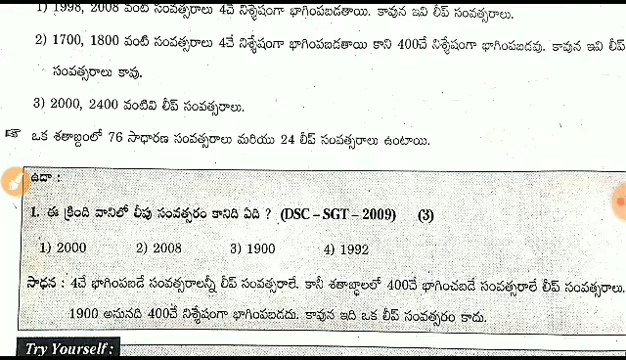 1) 1998, 2008 వంటి సంవత్సరాలు 4చే నిశ్శేషంగా భాగింపబడతాయి. కావున ఇవి లీప్ సంవత్సరాలు.
2) 1700, 1800 వంటి సంవత్సరాలు 4చే నిశ్శేషంగా భాగింపబడతాయి కాని 400చే నిశ్శేషంగా భాగింపబడవు. కావున ఇవి లీప్
సంవత్సరాలు కావు.
3) 2000, 2400 వంటివి లీప్ సంవత్సరాలు.
ఒక శతాబ్దంలో 76 సాధారణ సంవత్సరాలు మరియు 24 లీప్ సంవత్సరాలు ఉంటాయి.
ఉదా :
1. ఈ క్రింది వానిలో లీపు సంవత్సరం కానిది ఏది ? (DSC – SGT – 2009) (3)
1) 2000 2) 2008 3) 1900 4) 1992
సాధన : 4చే భాగింపబడే సంవత్సరాలన్నీ లీప్ సంవత్సరాలే. కానీ శతాబ్దాలలో 400చే భాగించబడే సంవత్సరాలే లీప్ సంవత్సరాలు.
1900 అనునది 400చే నిశ్శేషంగా భాగింపబడదు. కావున ఇది ఒక లీప్ సంవత్సరం కాదు.
Try Yourself :